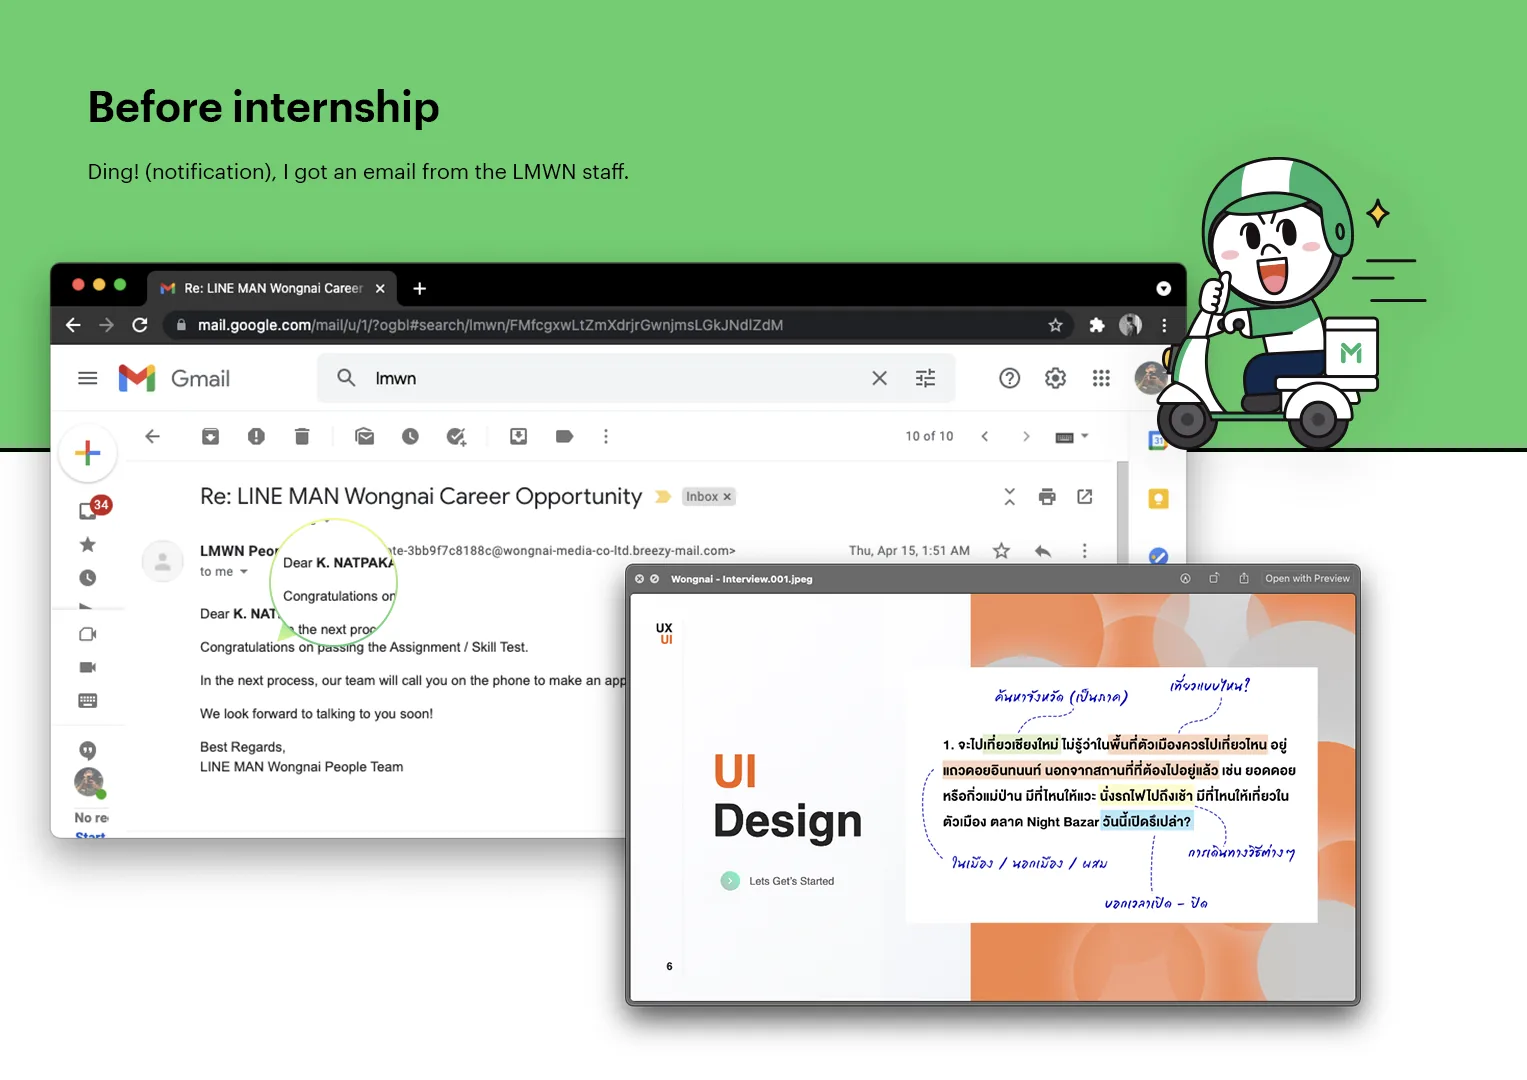 Before internship
Ding! (notification), I got an email from the LMWN staff.
Re: LINE MAN Wongnai Career
mail.google.com/mail/u/1/?ogbl#search/lmwn/FMfcgxwLtZmXdrjrGwnjmsLGkJNdlZdM
Gmail
lmwn
10 of 10
31
34
Re: LINE MAN Wongnai Career Opportunity
Inbox ×
LMWN
te-3bb9f7c8188c@wongnai-media-co-ltd.breezy-mail.com>
Thu, Apr 15, 1:51 AM
to me
Dear K. NATPAKA
Congratulations on
the next
Dear K. NAT
Congratulations on passing the Assignment / Skill Test.
In the next process, our team will call you on the phone to make an app
We look forward to talking to you soon!
Best Regards,
LINE MAN Wongnai People Team
No re
Start
Wongnai - Interview.001.jpeg
Open with Preview
UX
UI
UI
Design
Lets Get's Started
6
ค้นหาจังหวัด (เป็นภาค)
เที่ยวแบบไหน?
1. จะไปเที่ยวเชียงใหม่ ไม่รู้ว่าในพื้นที่ตัวเมืองควรไปเที่ยวไหน อยู่
แถวดอยอินทนนท์ นอกจากสถานที่ที่ต้องไปอยู่แล้ว เช่น ยอดดอย
หรือกิ่วแม่ปาน มีที่ไหนให้แวะ นั่งรถไฟไปถึงเช้า มีที่ไหนให้เที่ยวใน
ตัวเมือง ตลาด Night Bazar วันนี้เปิดรึเปล่า?
ในเมือง / นอกเมือง / ผสม
การเดินทางวิธีต่างๆ
บอกเวลาเปิด - ปิด